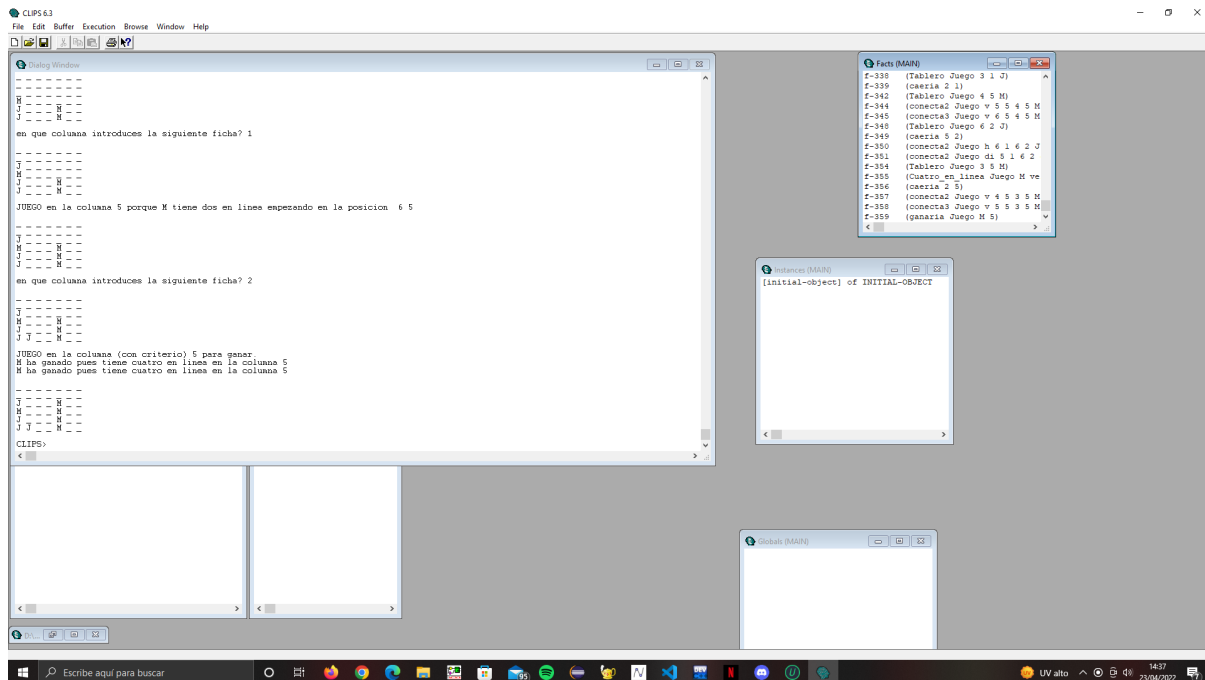 CLIPS 6.3
File Edit Buffer Execution Browse Window Help
Dialog Window
_ _ _ _ _ _ _
_ _ _ _ _ _ _
_ _ _ _ _ _ _
M _ _ _ _ _ _
J _ _ _ M _ _
J _ _ _ M _ _
en que columna introduces la siguiente ficha? 1
_ _ _ _ _ _ _
_ _ _ _ _ _ _
J _ _ _ _ _ _
M _ _ _ _ _ _
J _ _ _ M _ _
J _ _ _ M _ _
JUEGO en la columna 5 porque M tiene dos en linea empezando en la posicion 6 5
_ _ _ _ _ _ _
_ _ _ _ _ _ _
J _ _ _ _ _ _
M _ _ _ M _ _
J _ _ _ M _ _
J _ _ _ M _ _
en que columna introduces la siguiente ficha? 2
_ _ _ _ _ _ _
_ _ _ _ _ _ _
J _ _ _ _ _ _
M _ _ _ M _ _
J _ _ _ M _ _
J J _ _ M _ _
JUEGO en la columna (con criterio) 5 para ganar.
M ha ganado pues tiene cuatro en linea en la columna 5
M ha ganado pues tiene cuatro en linea en la columna 5
_ _ _ _ _ _ _
_ _ _ _ _ _ _
J _ _ _ M _ _
M _ _ _ M _ _
J _ _ _ M _ _
J J _ _ M _ _
CLIPS>
Facts (MAIN)
f-338 (Tablero Juego 3 1 J)
f-339 (caeria 2 1)
f-342 (Tablero Juego 4 5 M)
f-344 (conecta2 Juego v 5 5 4 5 M
f-345 (conecta3 Juego v 6 5 4 5 M
f-348 (Tablero Juego 6 2 J)
f-349 (caeria 5 2)
f-350 (conecta2 Juego h 6 1 6 2 J
f-351 (conecta2 Juego di 5 1 6 2
f-354 (Tablero Juego 3 5 M)
f-355 (Cuatro_en_linea Juego M ve
f-356 (caeria 2 5)
f-357 (conecta2 Juego v 4 5 3 5 M
f-358 (conecta3 Juego v 5 5 3 5 M
f-359 (ganaria Juego M 5)
Instances (MAIN)
[initial-object] of INITIAL-OBJECT
Globals (MAIN)
D:\...
Escribe aquí para buscar
95
UV alto
14:37
23/04/2022